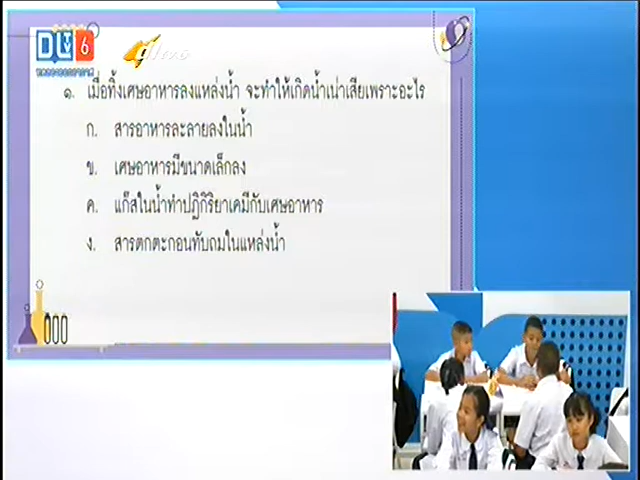 DLTV 6
Live
๑. เมื่อทิ้งเศษอาหารลงแหล่งน้ำ จะทำให้เกิดน้ำเน่าเสียเพราะอะไร
ก. สารอาหารละลายลงในน้ำ
ข. เศษอาหารมีขนาดเล็กลง
ค. แก๊สในน้ำทำปฏิกิริยาเคมีกับเศษอาหาร
ง. สารตกตะกอนทับถมในแหล่งน้ำ